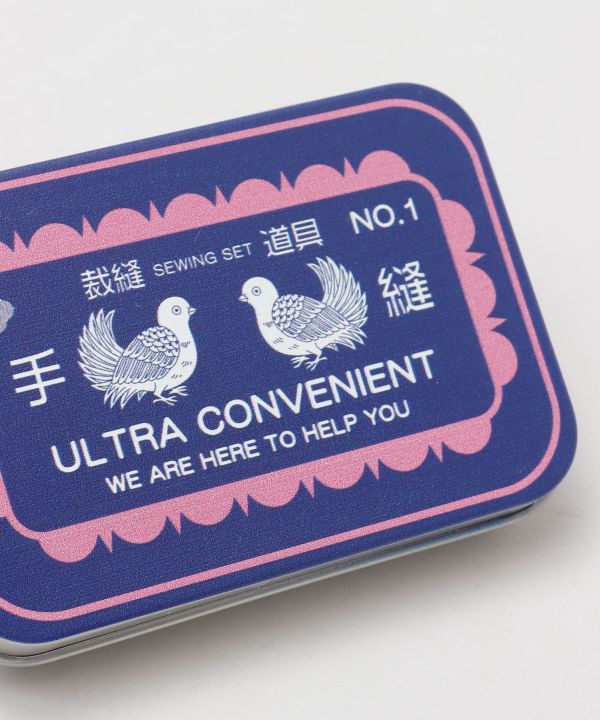 裁縫 SEWING SET 道具 NO.1
手 縫
ULTRA CONVENIENT
WE ARE HERE TO HELP YOU